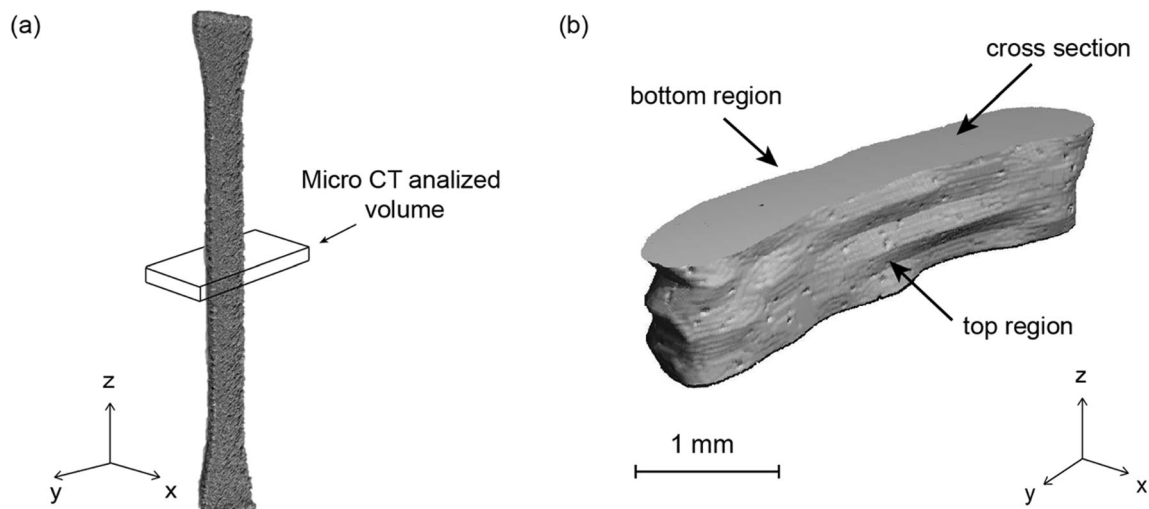 (a)
Micro CT analized
volume
z
y
x
(b)
cross section
bottom region
top region
1 mm
z
y
x